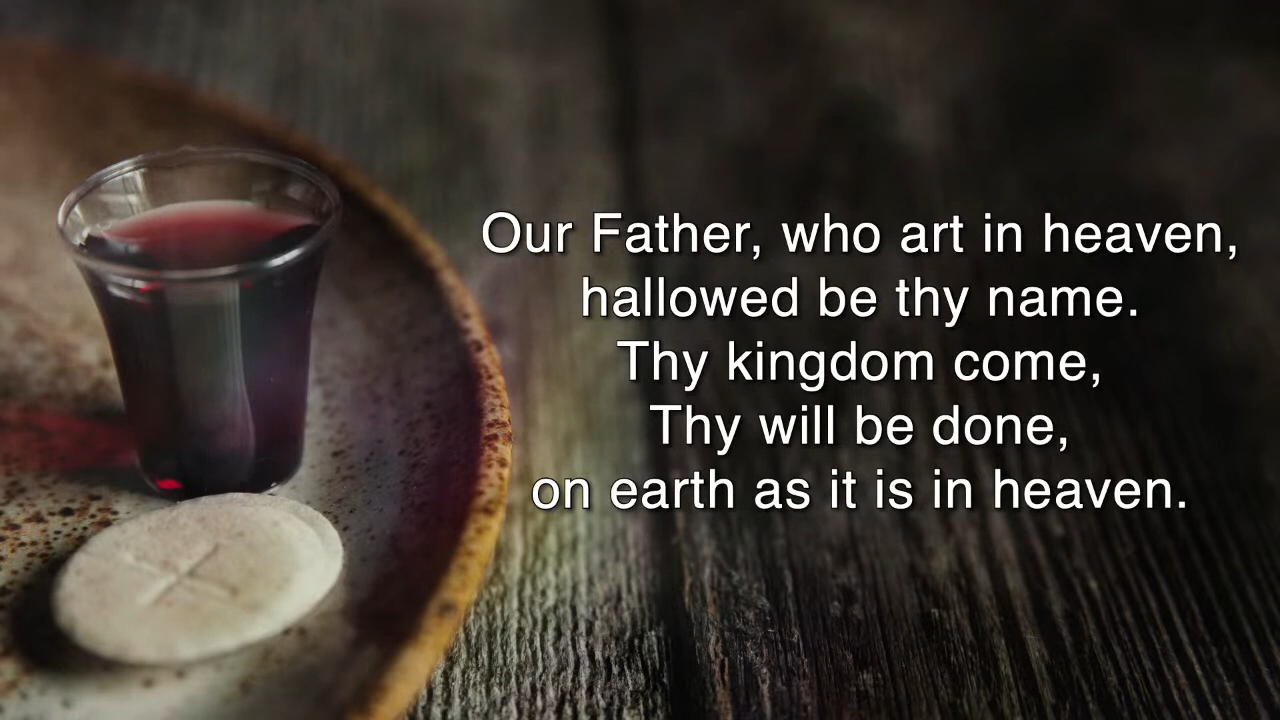 Our Father, who art in heaven,
hallowed be thy name.
Thy kingdom come,
Thy will be done,
on earth as it is in heaven.